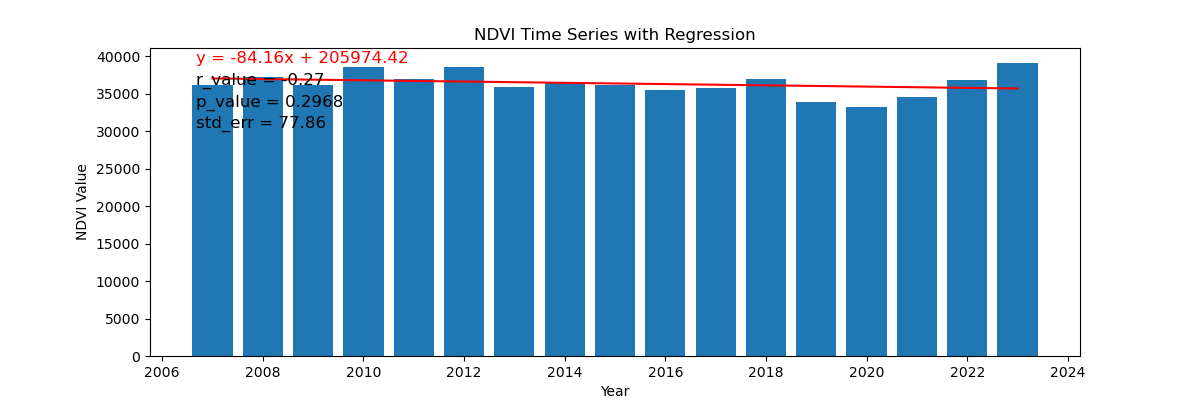 NDVI Time Series with Regression
y = -84.16x + 205974.42
r_value = -0.27
p_value = 0.2968
std_err = 77.86
40000
35000
30000
25000
20000
15000
10000
5000
0
NDVI Value
2006 2008 2010 2012 2014 2016 2018 2020 2022 2024
Year